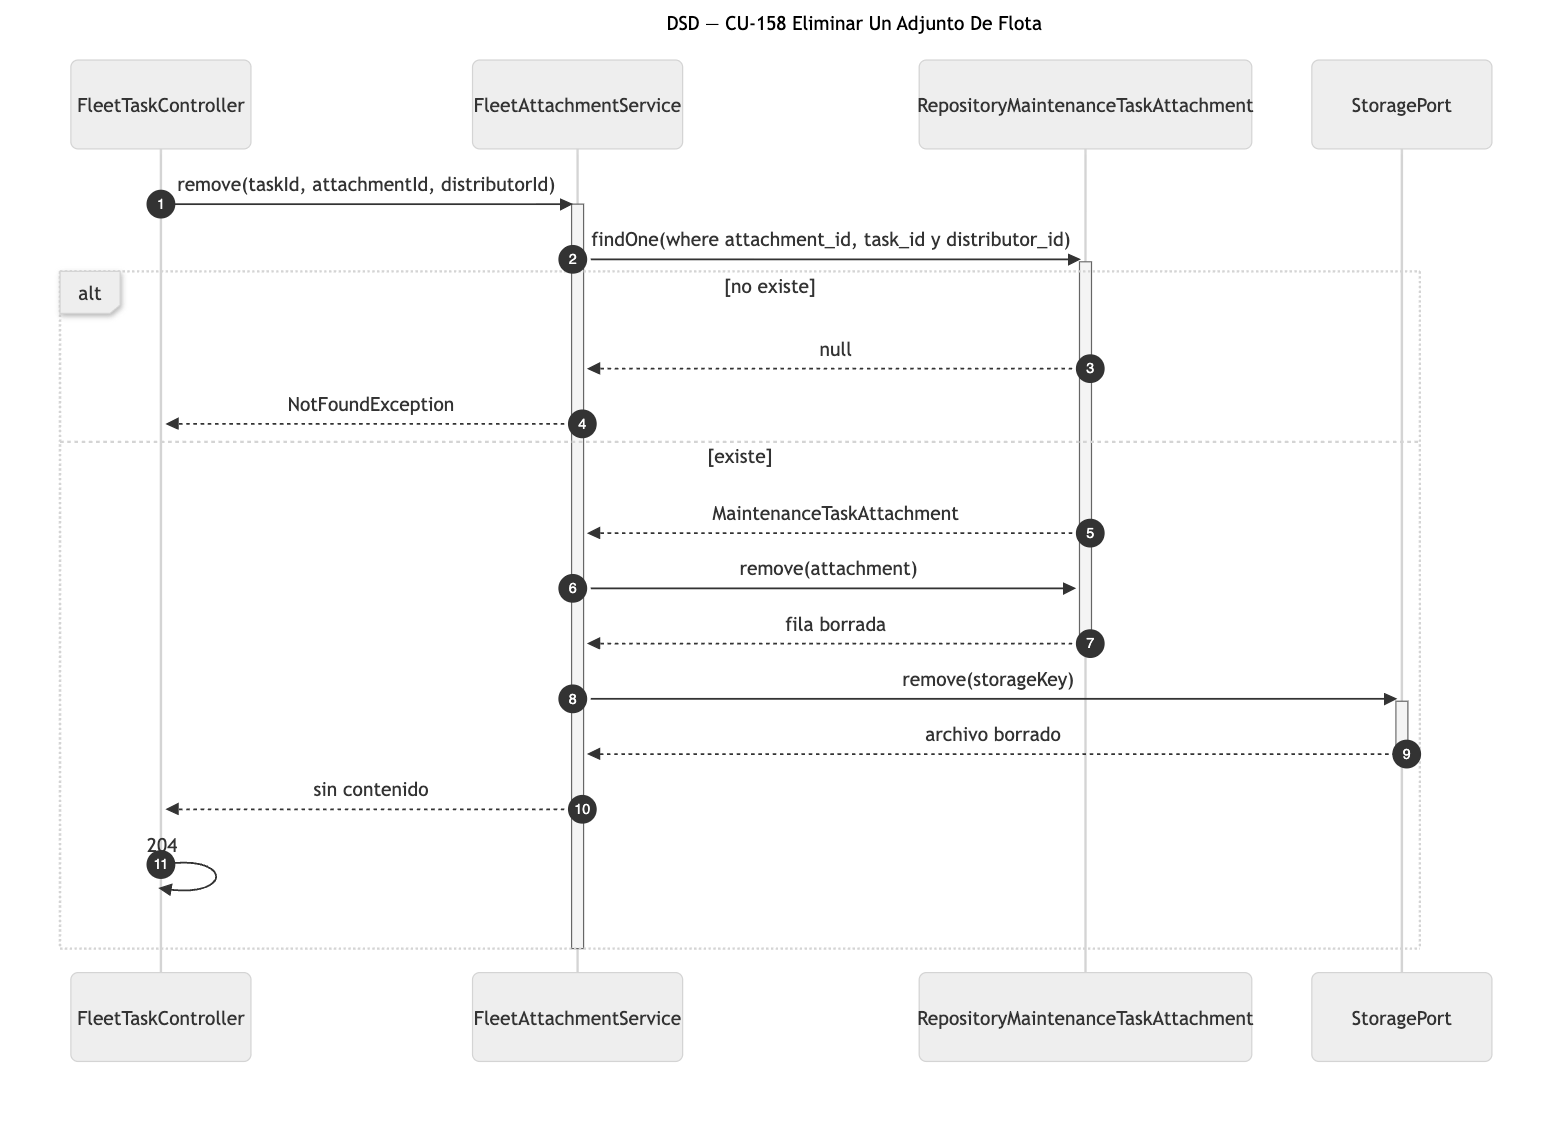 DSD — CU-158 Eliminar Un Adjunto De Flota
FleetTaskController
FleetAttachmentService
RepositoryMaintenanceTaskAttachment
StoragePort
remove(taskId, attachmentId, distributorId)
1
findOne(where attachment_id, task_id y distributor_id)
2
alt
[no existe]
null
3
NotFoundException
4
[existe]
MaintenanceTaskAttachment
5
remove(attachment)
6
fila borrada
7
remove(storageKey)
8
archivo borrado
9
sin contenido
10
204
11
FleetTaskController
FleetAttachmentService
RepositoryMaintenanceTaskAttachment
StoragePort